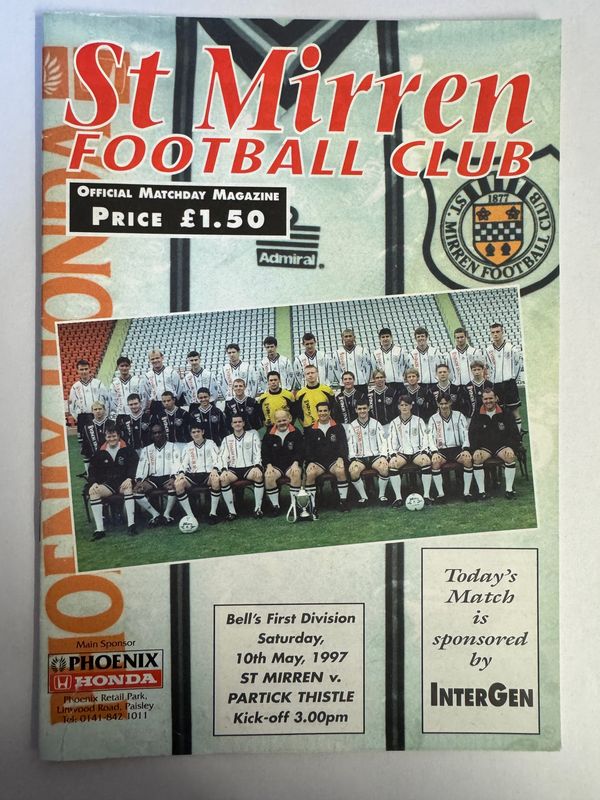 St Mirren
FOOTBALL CLUB
OFFICIAL MATCHDAY MAGAZINE
PRICE £1.50
Admiral
1877
ST. MIRREN FOOTBALL CLUB
Bell's First Division
Saturday,
10th May, 1997
ST MIRREN v.
PARTICK THISTLE
Kick-off 3.00pm
Today's
Match
is
sponsored
by
INTERGEN
Main Sponsor
PHOENIX
HONDA
Phoenix Retail Park,
Linwood Road, Paisley
Tel: 0141-842 1011
PHOENIX HONDA